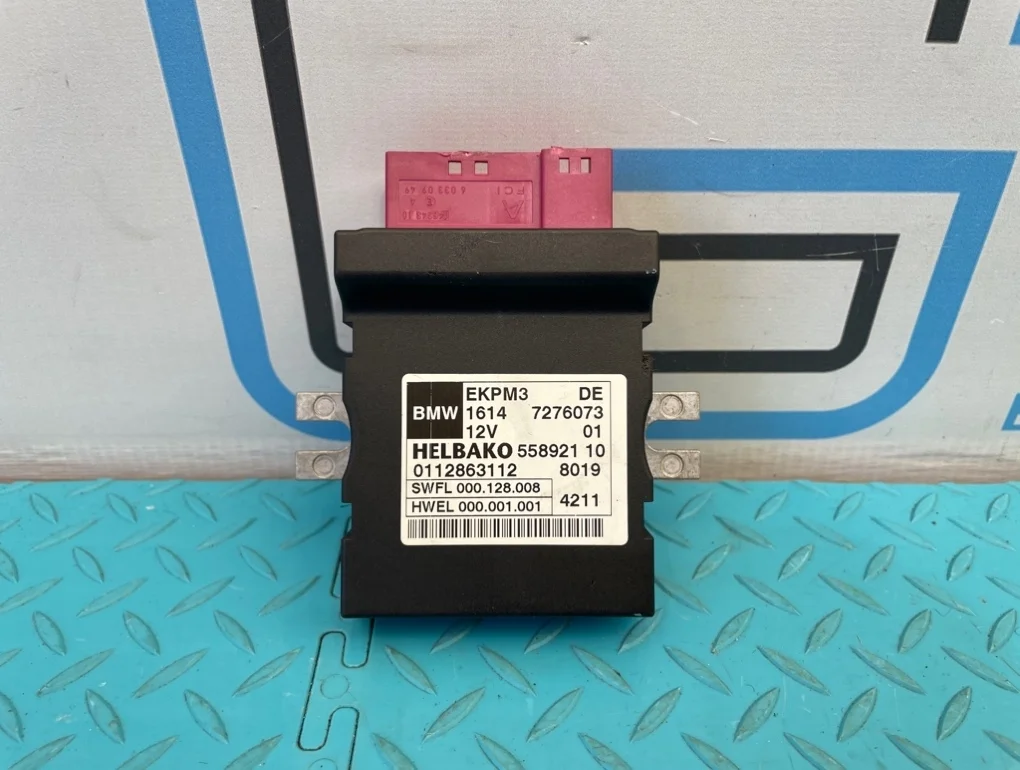 FCI
A
BMW
EKPM3 DE
1614 7276073
12V 01
HELBAKO 558921 10
0112863112 8019
SWFL 000.128.008
HWEL 000.001.001
4211